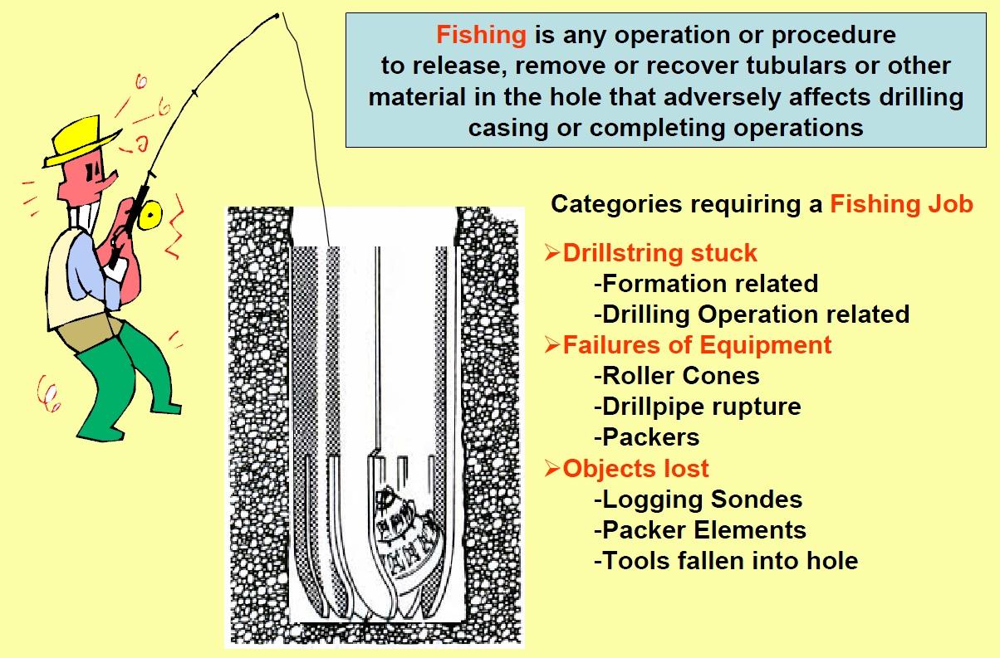 Fishing is any operation or procedure
to release, remove or recover tubulars or other
material in the hole that adversely affects drilling
casing or completing operations
Categories requiring a Fishing Job
➢Drillstring stuck
-Formation related
-Drilling Operation related
➢Failures of Equipment
-Roller Cones
-Drillpipe rupture
-Packers
➢Objects lost
-Logging Sondes
-Packer Elements
-Tools fallen into hole